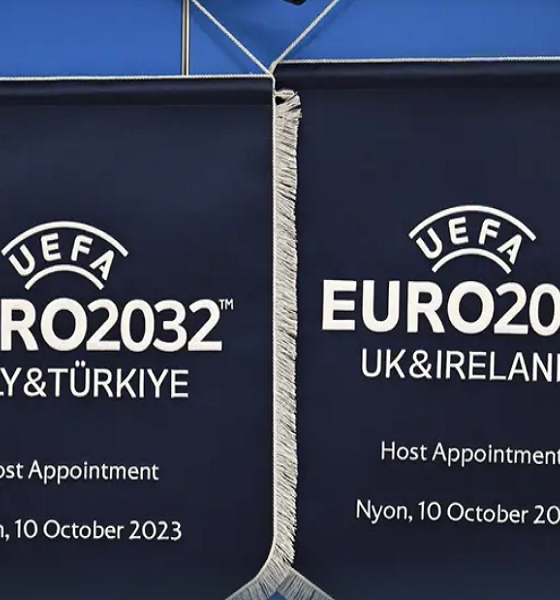 UEFA
RO2032™
LY&TÜRKIYE
ost Appointment
n, 10 October 2023
UEFA
EURO20
UK&IRELAN
Host Appointment
Nyon, 10 October 20